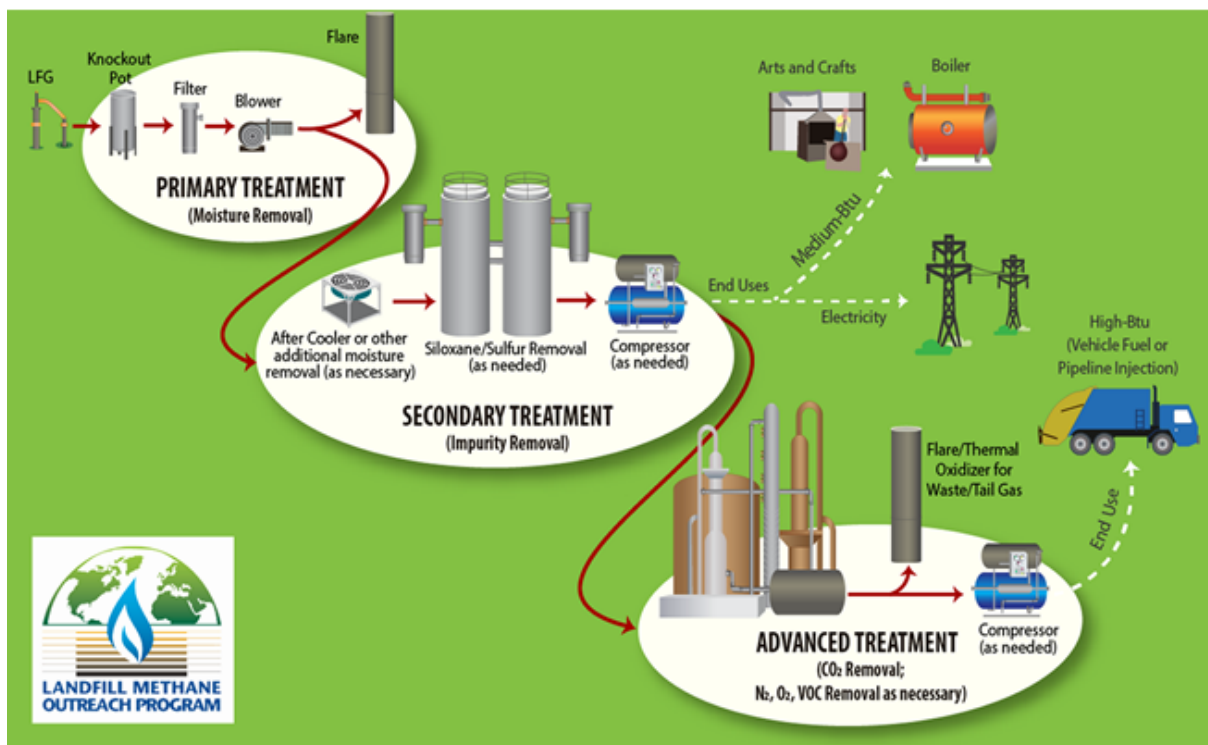 LFG
Knockout
Pot
Filter
Blower
Flare
PRIMARY TREATMENT
(Moisture Removal)
After Cooler or other
additional moisture
removal (as necessary)
Siloxane/Sulfur Removal
(as needed)
Compressor
(as needed)
SECONDARY TREATMENT
(Impurity Removal)
End Uses
Medium-Btu
Arts and Crafts
Boiler
Electricity
High-Btu
(Vehicle Fuel or
Pipeline Injection)
Flare/Thermal
Oxidizer for
Waste/Tail Gas
End Use
Compressor
(as needed)
ADVANCED TREATMENT
(CO₂ Removal;
N₂, O₂, VOC Removal as necessary)
LANDFILL METHANE
OUTREACH PROGRAM